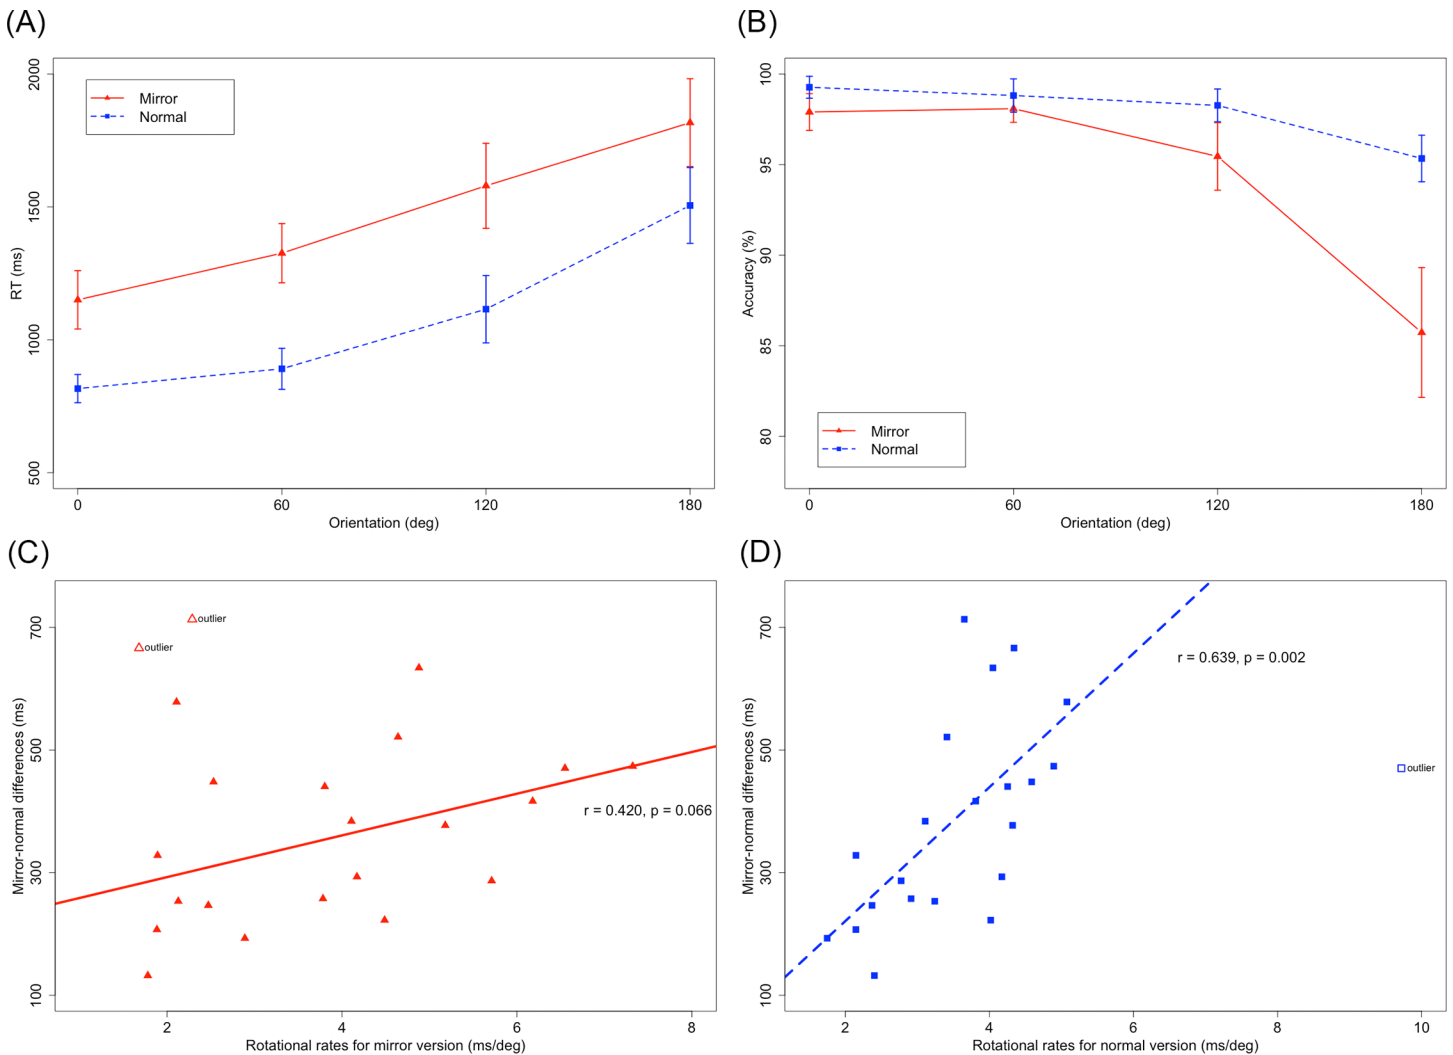 (A)
2000
1500
1000
500
RT (ms)
Mirror
Normal
0 60 120 180
Orientation (deg)
(B)
100
95
90
85
80
Accuracy (%)
Mirror
Normal
0 60 120 180
Orientation (deg)
(C)
700
500
300
100
Mirror-normal differences (ms)
outlier
outlier
r = 0.420, p = 0.066
2 4 6 8
Rotational rates for mirror version (ms/deg)
(D)
700
500
300
100
Mirror-normal differences (ms)
r = 0.639, p = 0.002
outlier
2 4 6 8 10
Rotational rates for normal version (ms/deg)